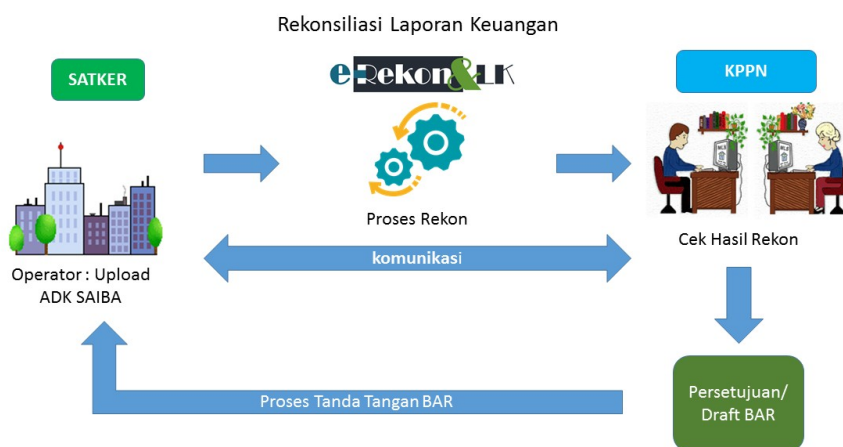 Rekonsiliasi Laporan Keuangan
SATKER
e-Rekon&LK
KPPN
Proses Rekon
Cek Hasil Rekon
komunikasi
Operator : Upload
ADK SAIBA
Proses Tanda Tangan BAR
Persetujuan/
Draft BAR